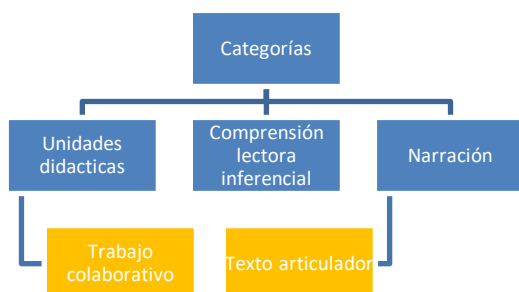 Categorías
Unidades
didacticas
Comprensión
lectora
inferencial
Narración
Trabajo
colaborativo
Texto articulador